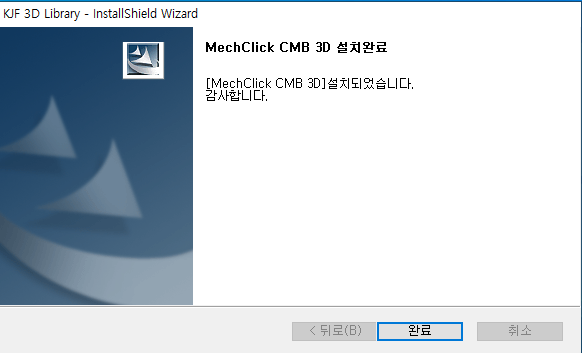 KJF 3D Library - InstallShield Wizard
MechClick CMB 3D 설치완료
[MechClick CMB 3D]설치되었습니다.
감사합니다.
< 뒤로(B)
완료
취소